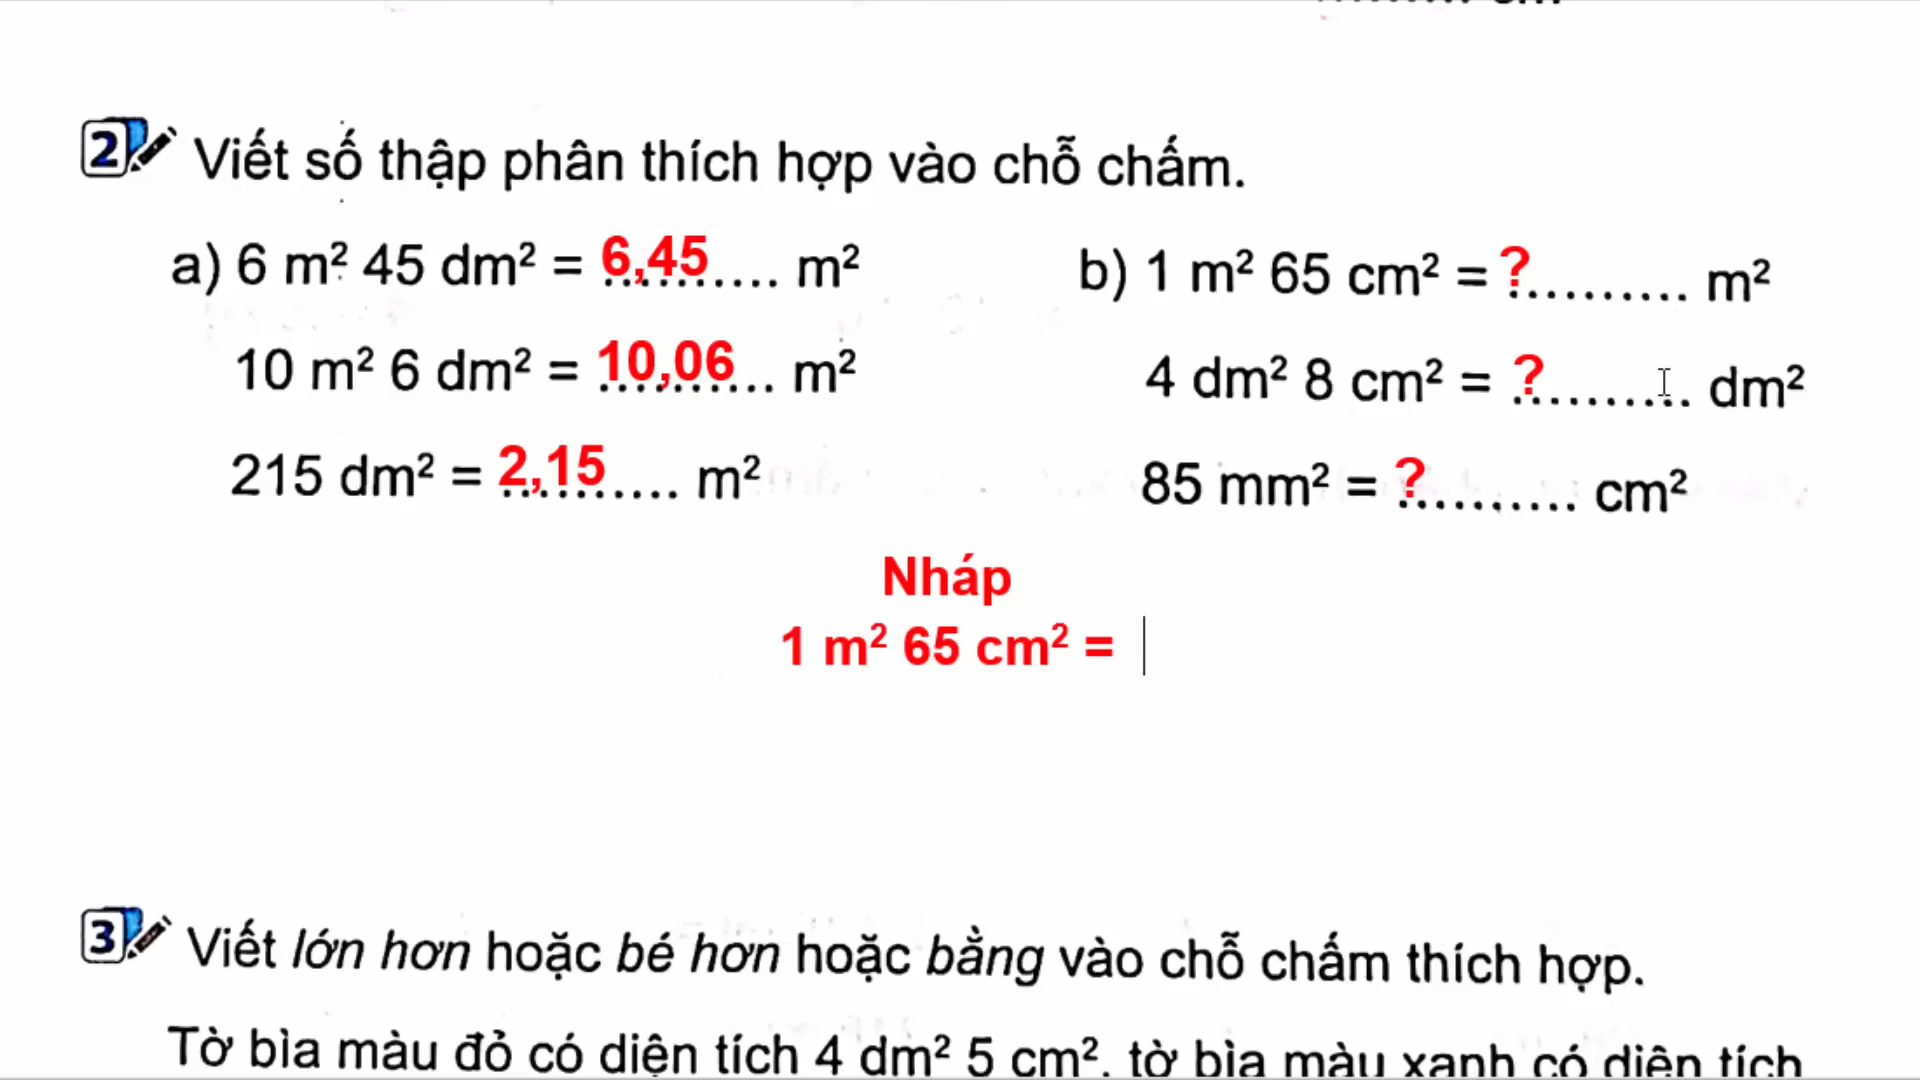 2 Viết số thập phân thích hợp vào chỗ chấm.
a) 6 m² 45 dm² = 6,45.... m²
10 m² 6 dm² = 10,06.. m²
215 dm² = 2,15.... m²
b) 1 m² 65 cm² = ?......... m²
4 dm² 8 cm² = ?......... dm²
85 mm² = ?......... cm²
Nháp
1 m² 65 cm² =
3 Viết lớn hơn hoặc bé hơn hoặc bằng vào chỗ chấm thích hợp.
Tờ bìa màu đỏ có diện tích 4 dm² 5 cm², tờ bìa màu xanh có diện tích